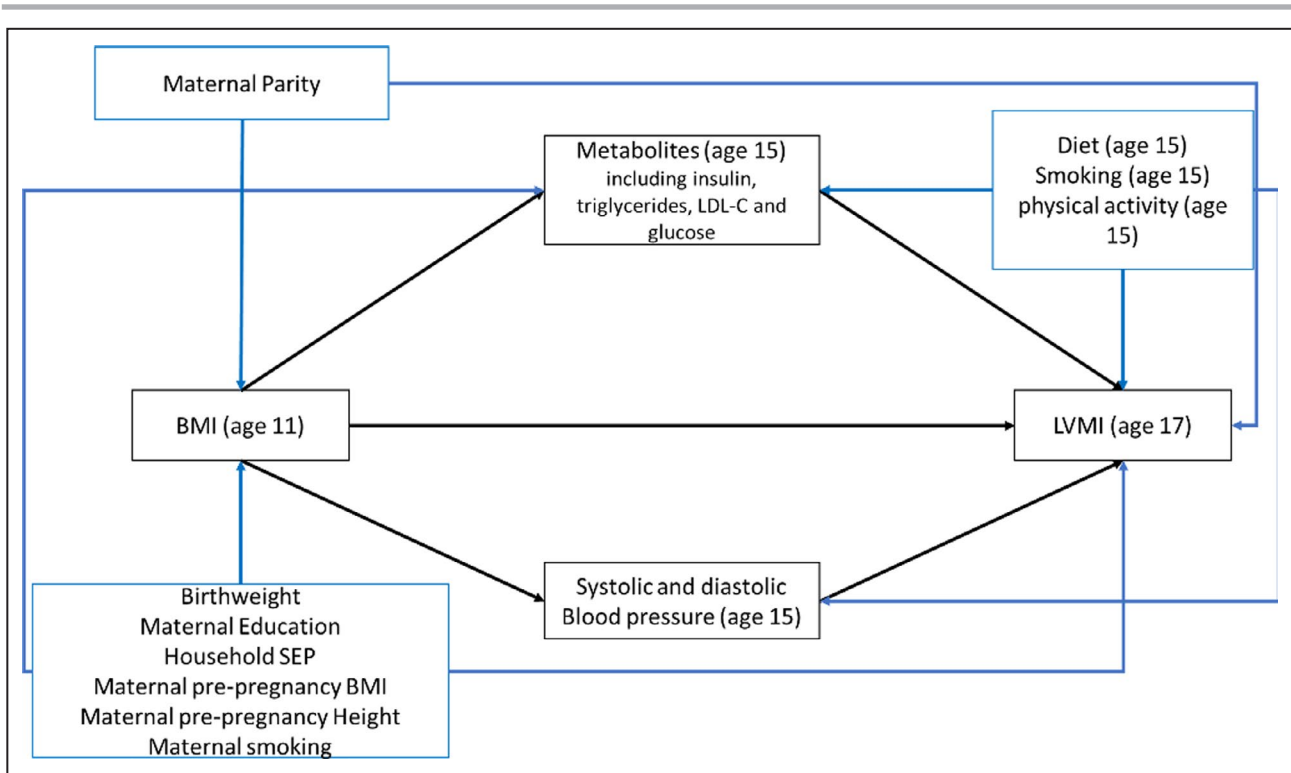 Maternal Parity
Metabolites (age 15)
including insulin,
triglycerides, LDL-C and
glucose
Diet (age 15)
Smoking (age 15)
physical activity (age
15)
BMI (age 11)
LVMI (age 17)
Systolic and diastolic
Blood pressure (age 15)
Birthweight
Maternal Education
Household SEP
Maternal pre-pregnancy BMI
Maternal pre-pregnancy Height
Maternal smoking